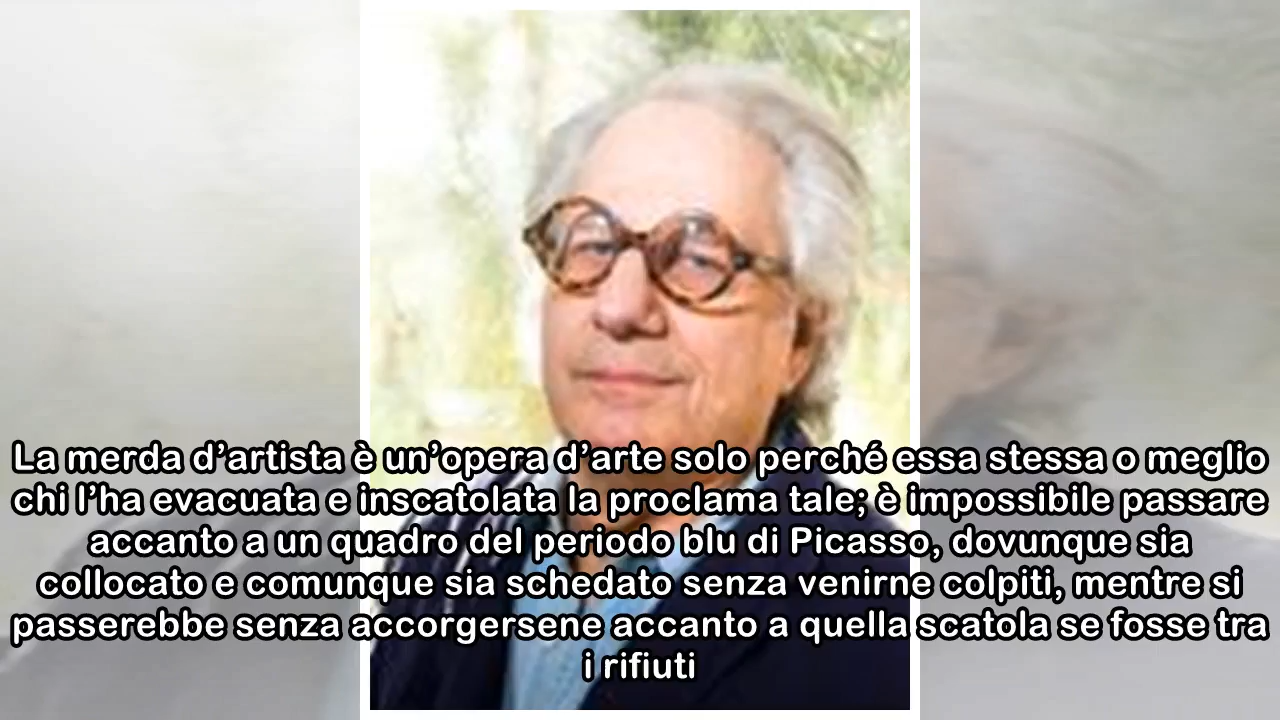 La merda d’artista è un’opera d’arte solo perché essa stessa o meglio
chi l’ha evacuata e inscatolata la proclama tale; è impossibile passare
accanto a un quadro del periodo blu di Picasso, dovunque sia
collocato e comunque sia schedato senza venirne colpiti, mentre si
passerebbe senza accorgersene accanto a quella scatola se fosse tra
i rifiuti